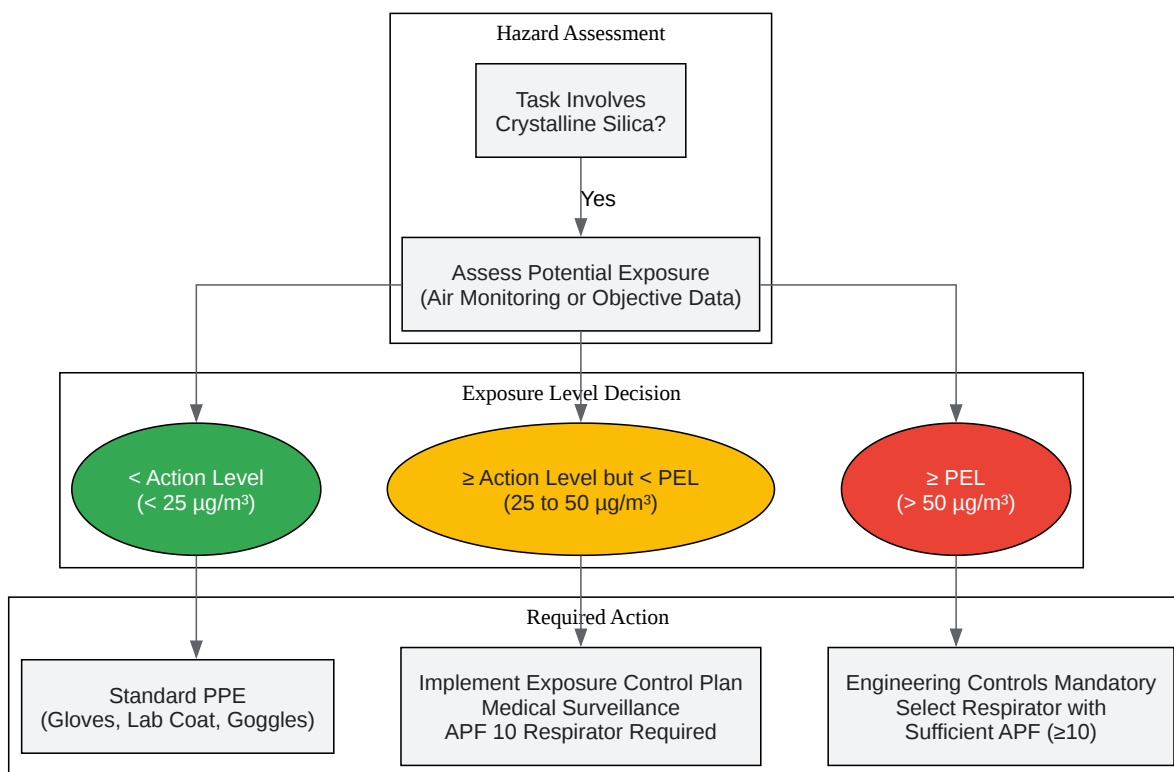 Hazard Assessment
Task Involves
Crystalline Silica?
Yes
Assess Potential Exposure
(Air Monitoring or Objective Data)
Exposure Level Decision
< Action Level
(< 25 µg/m³)
≥ Action Level but < PEL
(25 to 50 µg/m³)
≥ PEL
(> 50 µg/m³)
Required Action
Standard PPE
(Gloves, Lab Coat, Goggles)
Implement Exposure Control Plan
Medical Surveillance
APF 10 Respirator Required
Engineering Controls Mandatory
Select Respirator with
Sufficient APF (≥10)